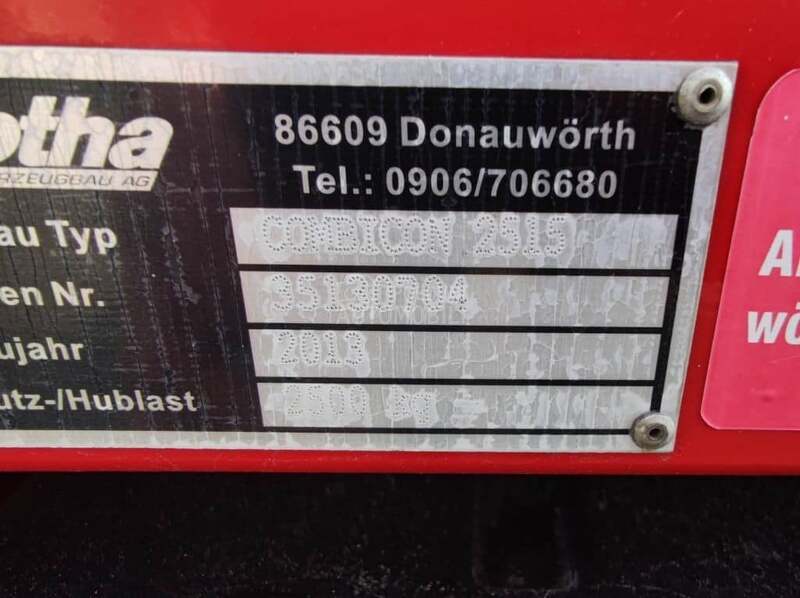 otha
RZEUGBAU AG
86609 Donauwörth
Tel.: 0906/706680
au Typ COMBICON 2515
en Nr. 35130704
ujahr 2013
utz-/Hublast 2500 kg
A
wö